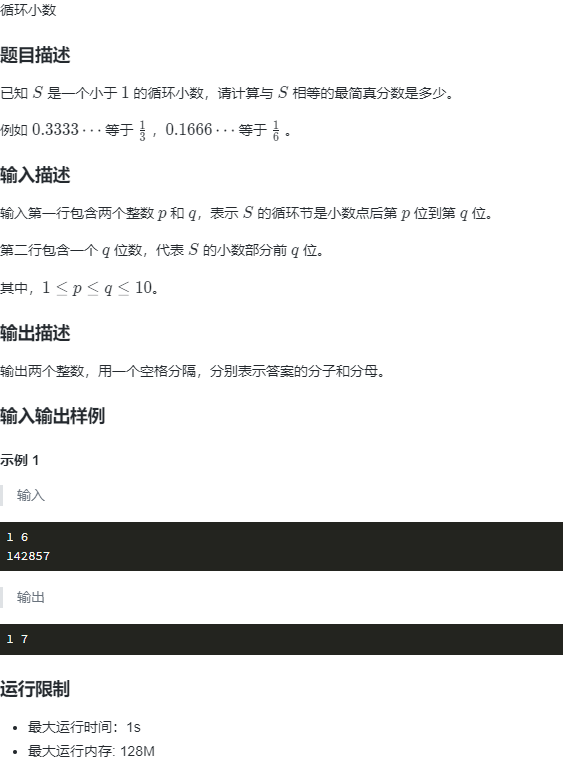 循环小数
题目描述
已知 S 是一个小于 1 的循环小数，请计算与 S 相等的最简真分数是多少。
例如 0.3333⋯ 等于 1/3 ，0.1666⋯ 等于 1/6 。
输入描述
输入第一行包含两个整数 p 和 q，表示 S 的循环节是小数点后第 p 位到第 q 位。
第二行包含一个 q 位数，代表 S 的小数部分前 q 位。
其中，1 ≤ p ≤ q ≤ 10。
输出描述
输出两个整数，用一个空格分隔，分别表示答案的分子和分母。
输入输出样例
示例 1
输入
1 6
142857
输出
1 7
运行限制
• 最大运行时间：1s
• 最大运行内存: 128M